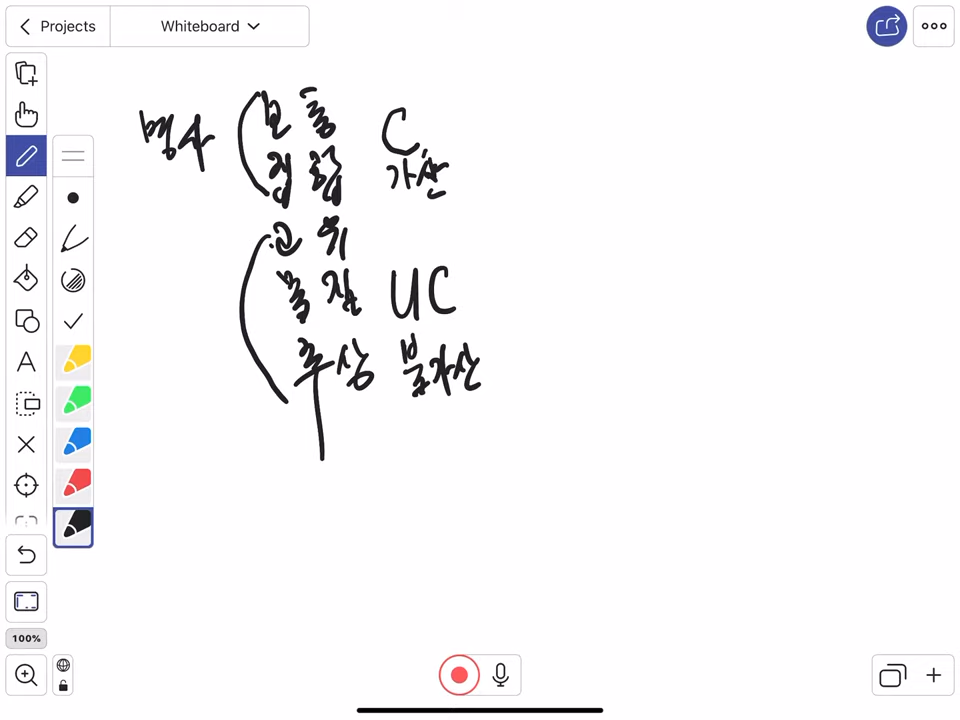 Projects
Whiteboard
명사 보통 C
집합 가산
고유
물질 UC
추상 불가산
A
100%